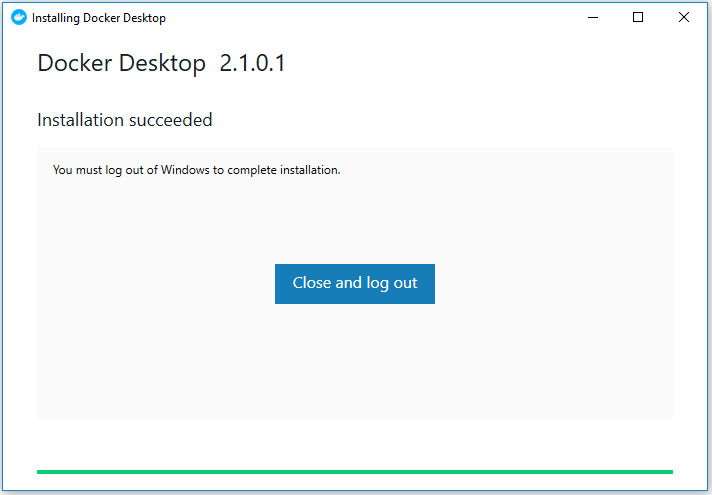 Installing Docker Desktop
Docker Desktop 2.1.0.1
Installation succeeded
You must log out of Windows to complete installation.
Close and log out